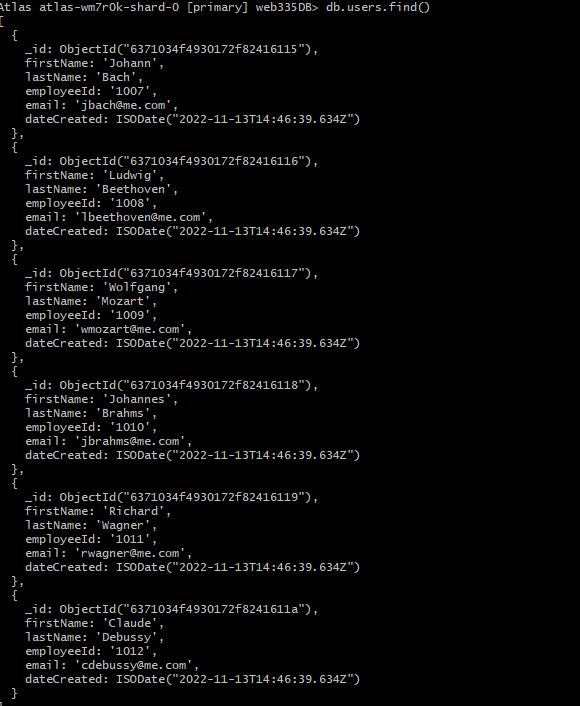 Atlas atlas-wm7r0k-shard-0 [primary] web335DB> db.users.find()
[
  {
    _id: ObjectId("6371034f4930172f82416115"),
    firstName: 'Johann',
    lastName: 'Bach',
    employeeId: '1007',
    email: 'jbach@me.com',
    dateCreated: ISODate("2022-11-13T14:46:39.634Z")
  },
  {
    _id: ObjectId("6371034f4930172f82416116"),
    firstName: 'Ludwig',
    lastName: 'Beethoven',
    employeeId: '1008',
    email: 'lbeethoven@me.com',
    dateCreated: ISODate("2022-11-13T14:46:39.634Z")
  },
  {
    _id: ObjectId("6371034f4930172f82416117"),
    firstName: 'Wolfgang',
    lastName: 'Mozart',
    employeeId: '1009',
    email: 'wmozart@me.com',
    dateCreated: ISODate("2022-11-13T14:46:39.634Z")
  },
  {
    _id: ObjectId("6371034f4930172f82416118"),
    firstName: 'Johannes',
    lastName: 'Brahms',
    employeeId: '1010',
    email: 'jbrahms@me.com',
    dateCreated: ISODate("2022-11-13T14:46:39.634Z")
  },
  {
    _id: ObjectId("6371034f4930172f82416119"),
    firstName: 'Richard',
    lastName: 'Wagner',
    employeeId: '1011',
    email: 'rwagner@me.com',
    dateCreated: ISODate("2022-11-13T14:46:39.634Z")
  },
  {
    _id: ObjectId("6371034f4930172f8241611a"),
    firstName: 'Claude',
    lastName: 'Debussy',
    employeeId: '1012',
    email: 'cdebussy@me.com',
    dateCreated: ISODate("2022-11-13T14:46:39.634Z")
  }
]